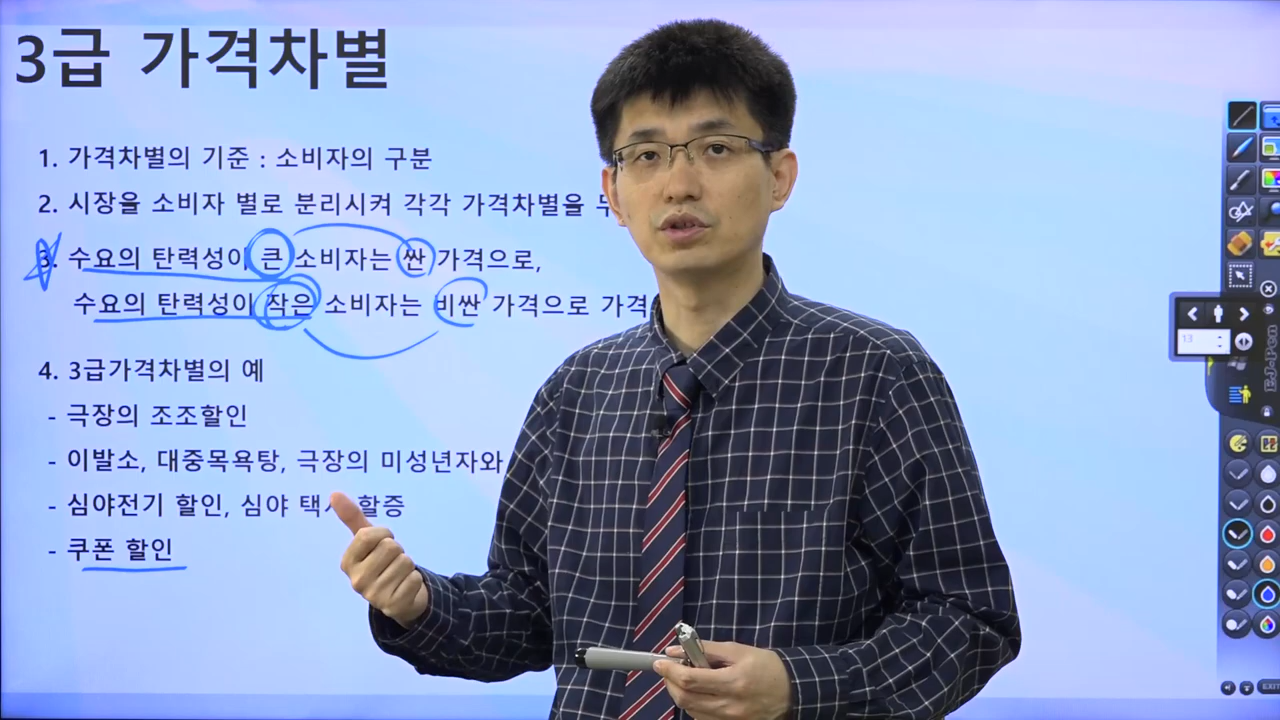 3급 가격차별
1. 가격차별의 기준 : 소비자의 구분
2. 시장을 소비자 별로 분리시켜 각각 가격차별을
3. 수요의 탄력성이 큰 소비자는 싼 가격으로,
수요의 탄력성이 작은 소비자는 비싼 가격으로
4. 3급가격차별의 예
- 극장의 조조할인
- 이발소, 대중목욕탕, 극장의 미성년자와
- 심야전기 할인, 심야 할증
- 쿠폰 할인
13
E.J-Pen
EXIT